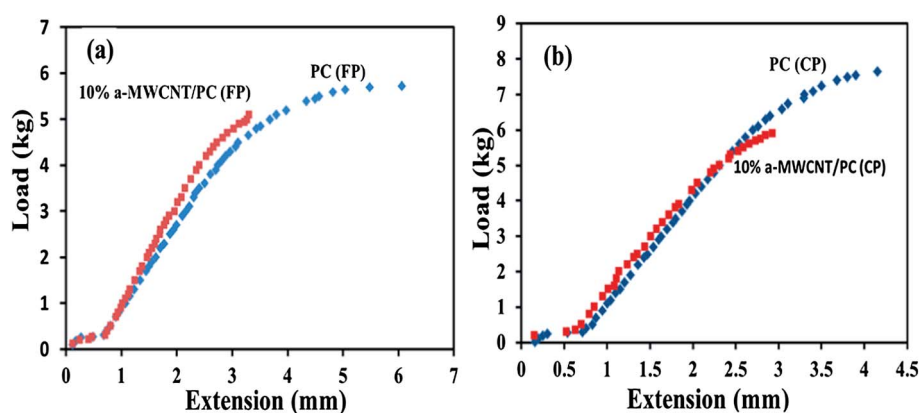 (a)
7
6
5
4
3
2
1
0
Load (kg)
10% a-MWCNT/PC (FP)
PC (FP)
0 1 2 3 4 5 6 7
Extension (mm)
(b)
9
8
7
6
5
4
3
2
1
0
Load (kg)
PC (CP)
10% a-MWCNT/PC (CP)
0 0.5 1 1.5 2 2.5 3 3.5 4 4.5
Extension (mm)